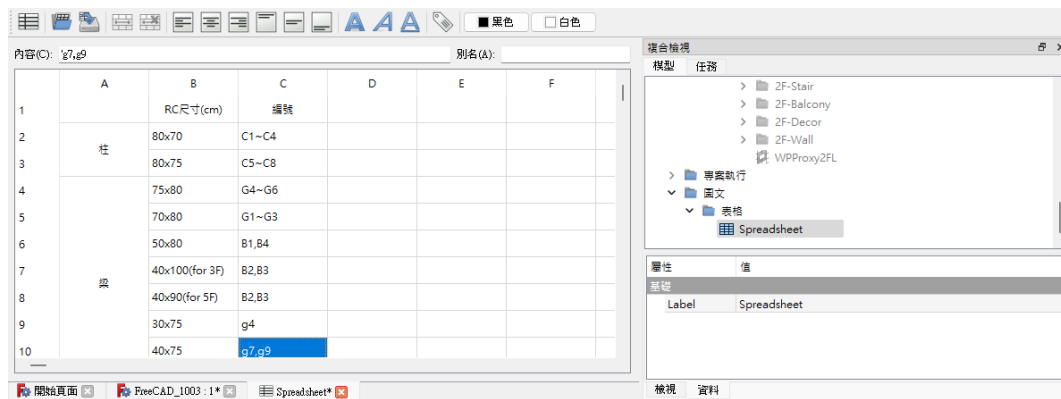 黑色 白色
內容(C): 'g7,g9 別名(A):
A B C D E F
1 RC尺寸(cm) 編號
2 80x70 C1~C4
柱
3 80x75 C5~C8
4 75x80 G4~G6
5 70x80 G1~G3
6 50x80 B1,B4
7 40x100(for 3F) B2,B3
梁
8 40x90(for 5F) B2,B3
9 30x75 g4
10 40x75 g7,g9
開始頁面 FreeCAD_1003 : 1* Spreadsheet*
複合檢視
模型 任務
2F-Stair
2F-Balcony
2F-Decor
2F-Wall
WPProxy2FL
專案執行
圖文
表格
Spreadsheet
屬性 值
基礎
Label Spreadsheet
檢視 資料